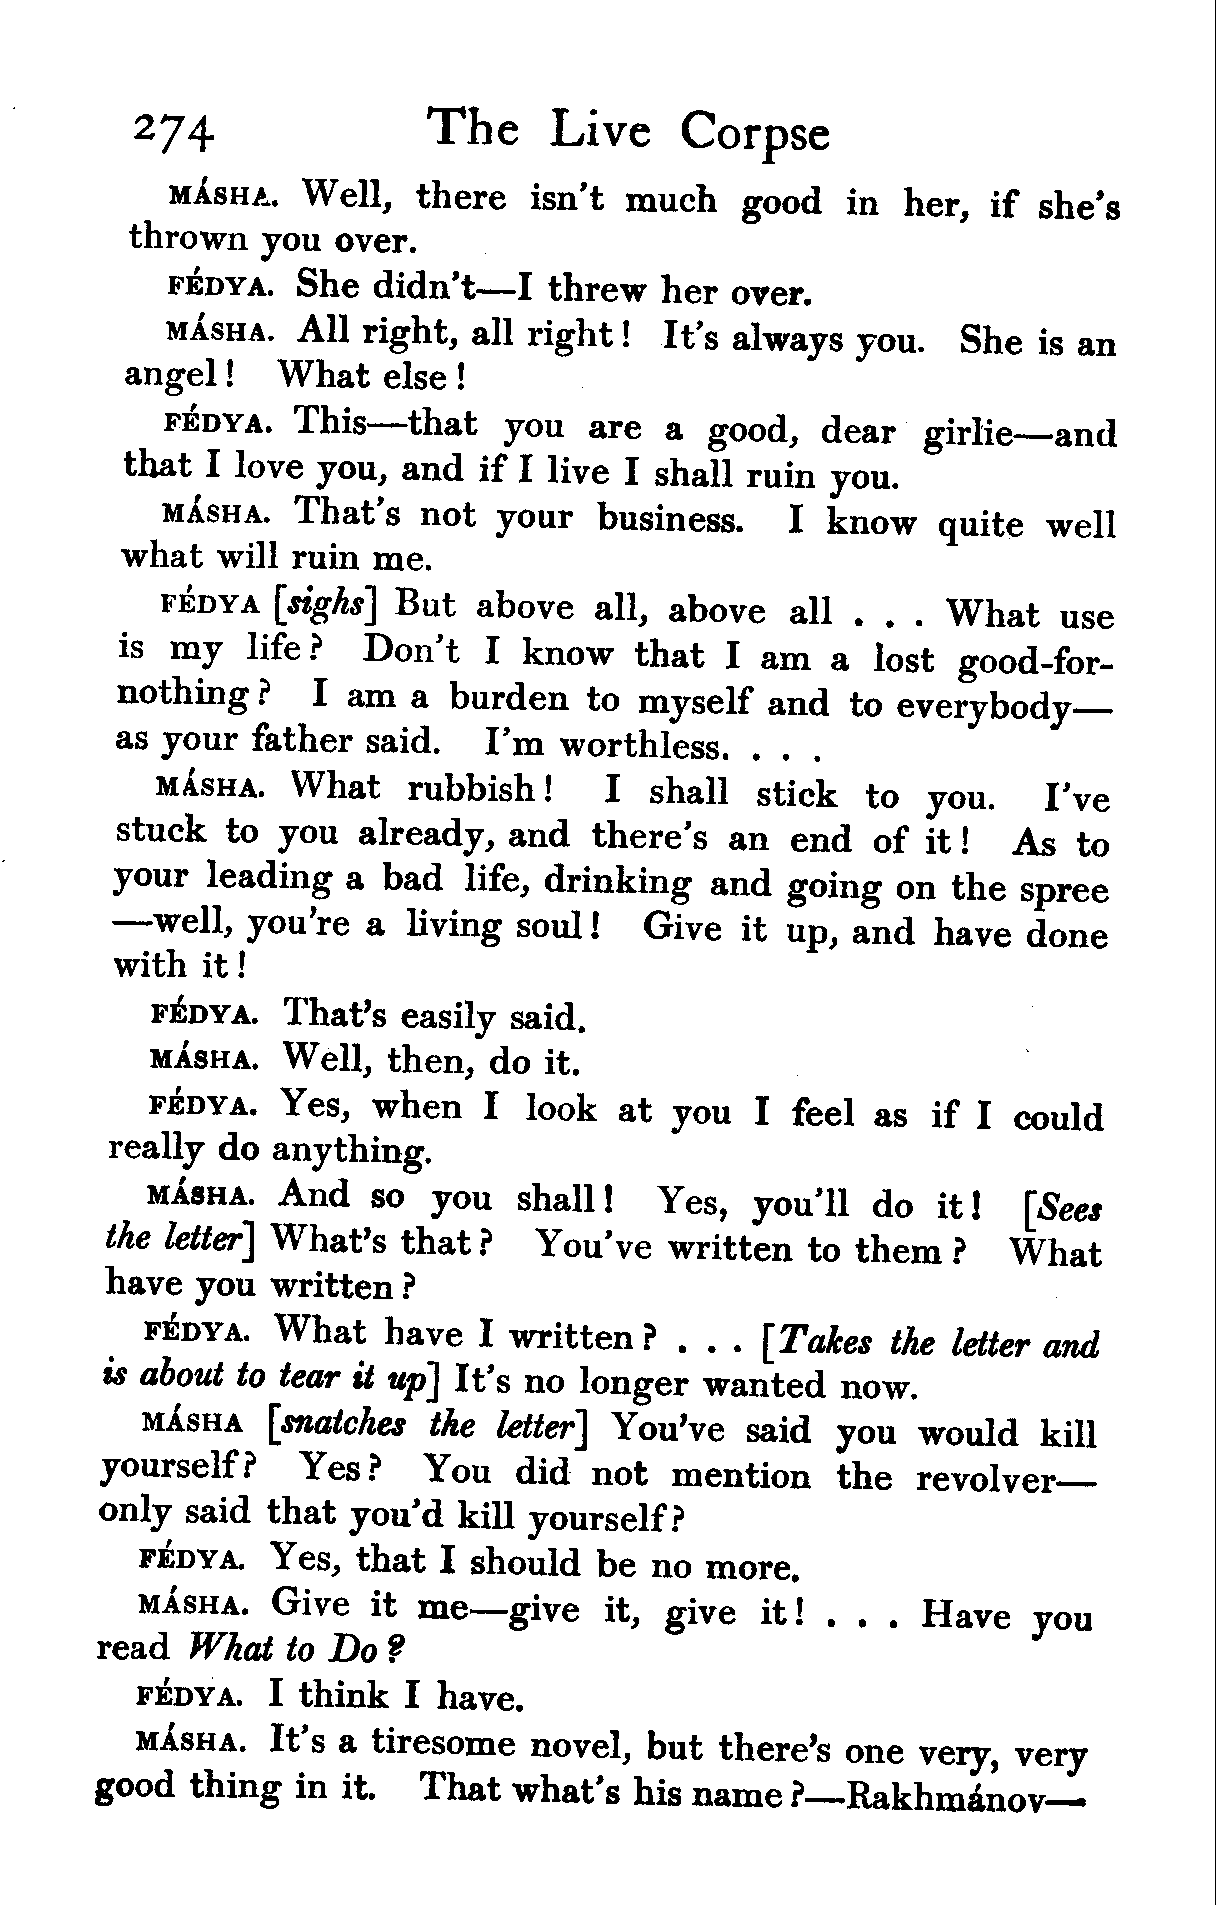 274 The Live Corpse
MÁSHA. Well, there isn't much good in her, if she's
thrown you over.
FÉDYA. She didn't—I threw her over.
MÁSHA. All right, all right! It's always you. She is an
angel! What else!
FÉDYA. This—that you are a good, dear girlie—and
that I love you, and if I live I shall ruin you.
MÁSHA. That's not your business. I know quite well
what will ruin me.
FÉDYA [sighs] But above all, above all . . . What use
is my life? Don't I know that I am a lost good-for-
nothing? I am a burden to myself and to everybody—
as your father said. I'm worthless. . . .
MÁSHA. What rubbish! I shall stick to you. I've
stuck to you already, and there's an end of it! As to
your leading a bad life, drinking and going on the spree
—well, you're a living soul! Give it up, and have done
with it!
FÉDYA. That's easily said.
MÁSHA. Well, then, do it.
FÉDYA. Yes, when I look at you I feel as if I could
really do anything.
MÁSHA. And so you shall! Yes, you'll do it! [Sees
the letter] What's that? You've written to them? What
have you written?
FÉDYA. What have I written? . . . [Takes the letter and
is about to tear it up] It's no longer wanted now.
MÁSHA [snatches the letter] You've said you would kill
yourself? Yes? You did not mention the revolver—
only said that you'd kill yourself?
FÉDYA. Yes, that I should be no more.
MÁSHA. Give it me—give it, give it! . . . Have you
read What to Do?
FÉDYA. I think I have.
MÁSHA. It's a tiresome novel, but there's one very, very
good thing in it. That what's his name?—Rakhmánov—